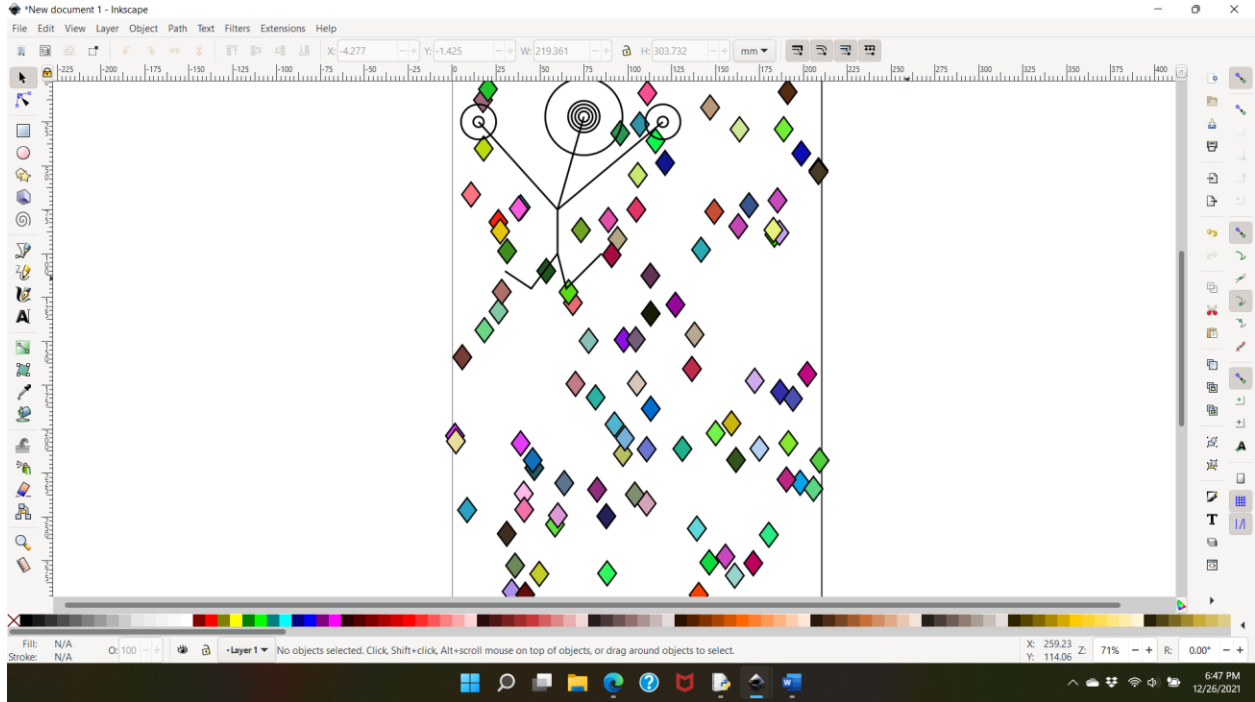 *New document 1 - Inkscape
File Edit View Layer Object Path Text Filters Extensions Help
X: -4.277 Y: -1.425 W: 219.361 H: 303.732 mm
-225 -200 -175 -150 -125 -100 -75 -50 -25 0 25 50 75 100 125 150 175 200 225 250 275 300 325 350 375 400
Fill: N/A O: 100 Layer 1 No objects selected. Click, Shift+click, Alt+scroll mouse on top of objects, or drag around objects to select. X: 259.23 Z: 71% R: 0.00°
Stroke: N/A Y: 114.06
6:47 PM
12/26/2021